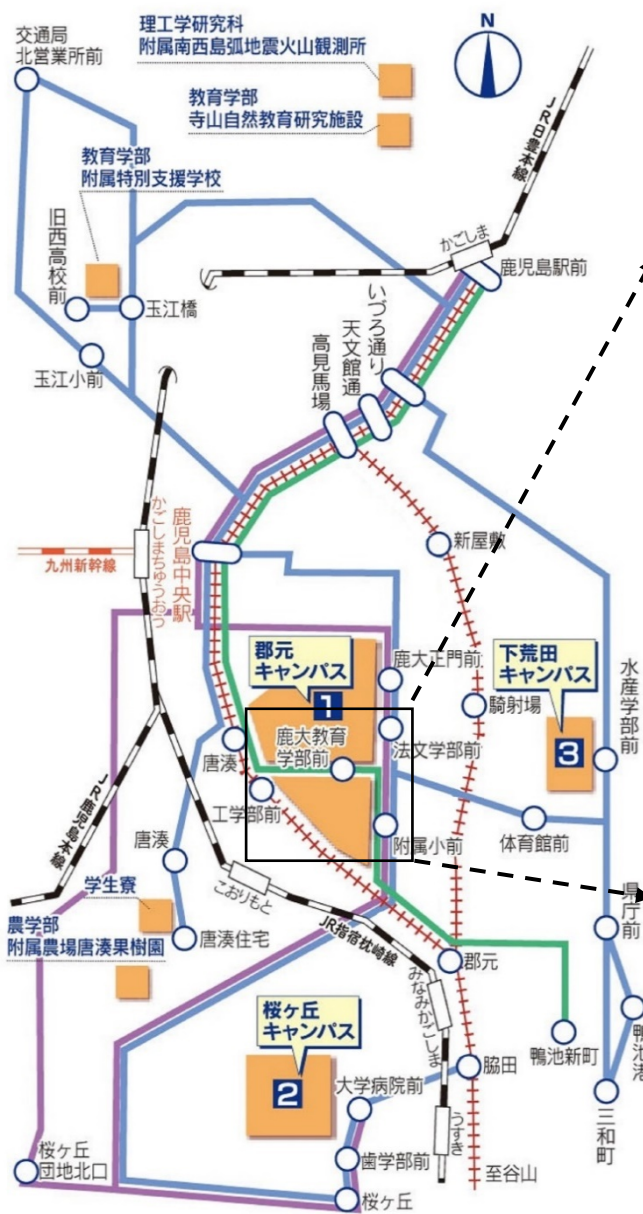 交通局
北営業所前
理工学研究科
附属南西島弧地震火山観測所
教育学部
寺山自然教育研究施設
N
JR日豊本線
教育学部
附属特別支援学校
旧西高校前
玉江橋
玉江小前
かごしま
鹿児島駅前
いづろ通り
天文館通
高見馬場
鹿児島中央駅
かごしまちゅうおう
九州新幹線
新屋敷
郡元
キャンパス
1
鹿大正門前
下荒田
キャンパス
3
水産学部前
騎射場
鹿大教育
学部前
法文学部前
唐湊
工学部前
附属小前
体育館前
JR鹿児島本線
唐湊
こおりもと
学生寮
農学部
附属農場唐湊果樹園
唐湊住宅
JR指宿枕崎線
県庁前
郡元
みなみかごしま
鴨池新町
鴨池港
桜ヶ丘
キャンパス
2
大学病院前
脇田
三和町
うすき
歯学部前
至谷山
桜ヶ丘
団地北口
桜ヶ丘